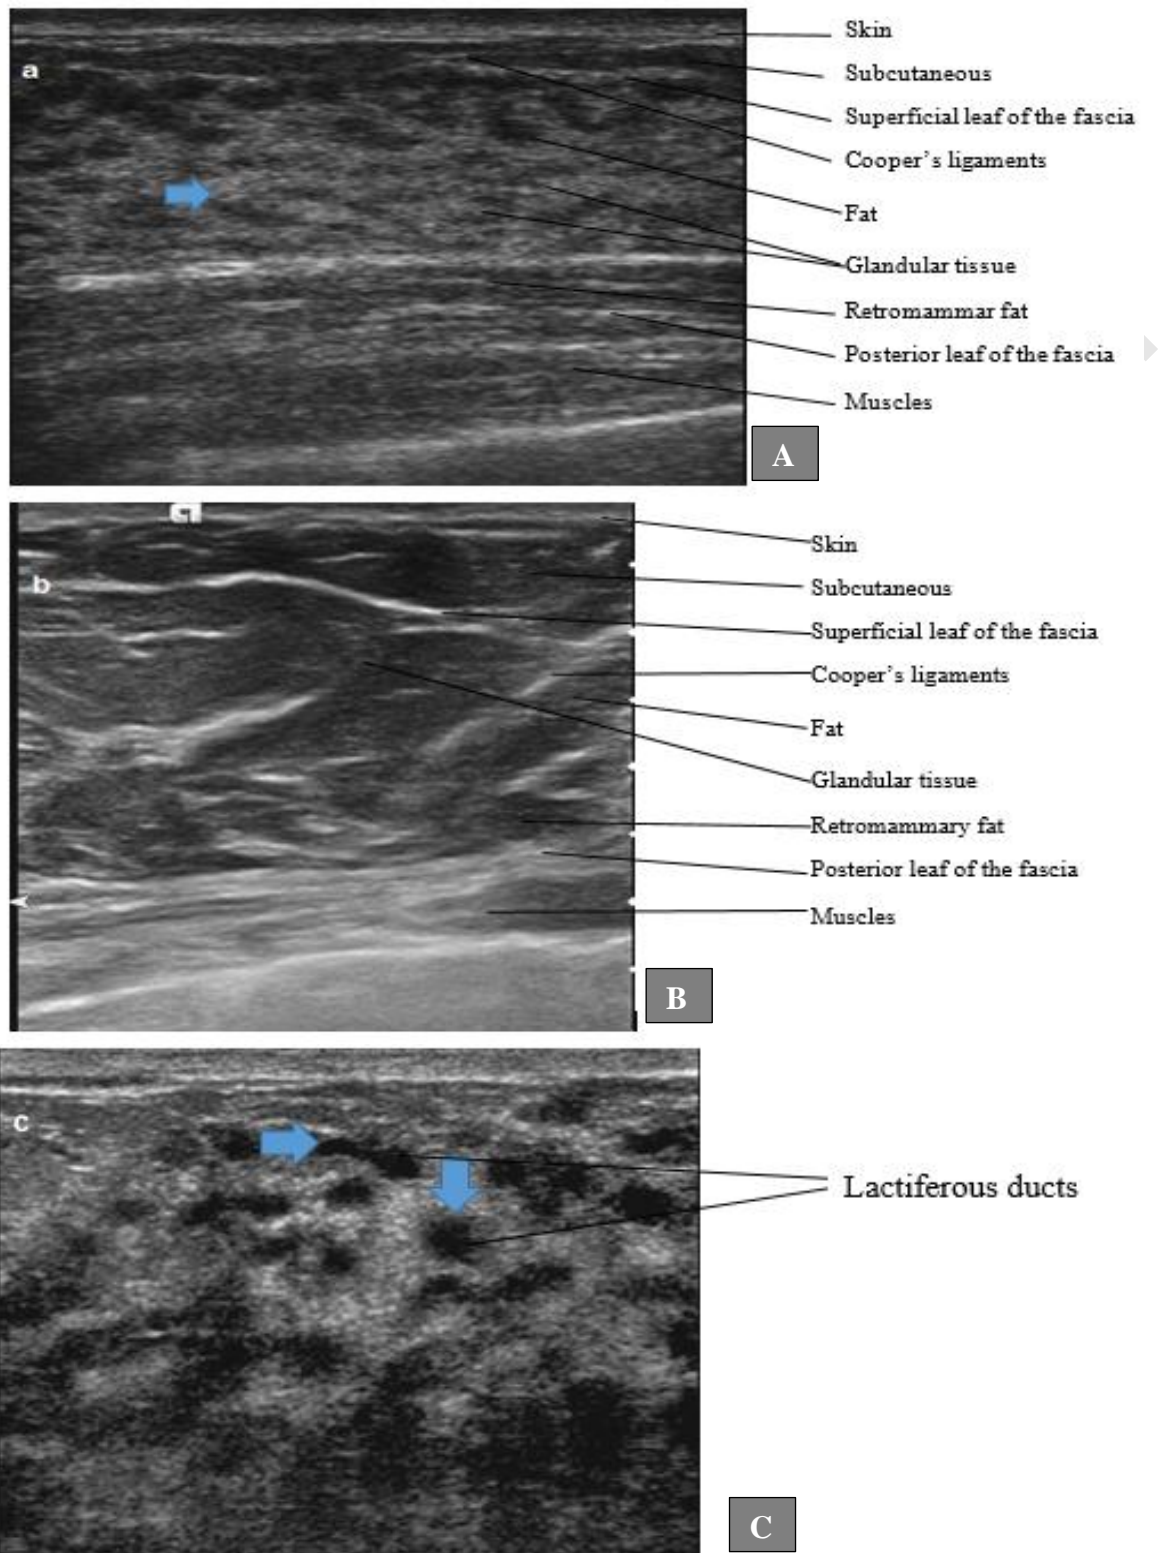 a
Skin
Subcutaneous
Superficial leaf of the fascia
Cooper's ligaments
Fat
Glandular tissue
Retromammar fat
Posterior leaf of the fascia
Muscles
A
b
Skin
Subcutaneous
Superficial leaf of the fascia
Cooper's ligaments
Fat
Glandular tissue
Retromammary fat
Posterior leaf of the fascia
Muscles
B
c
Lactiferous ducts
C